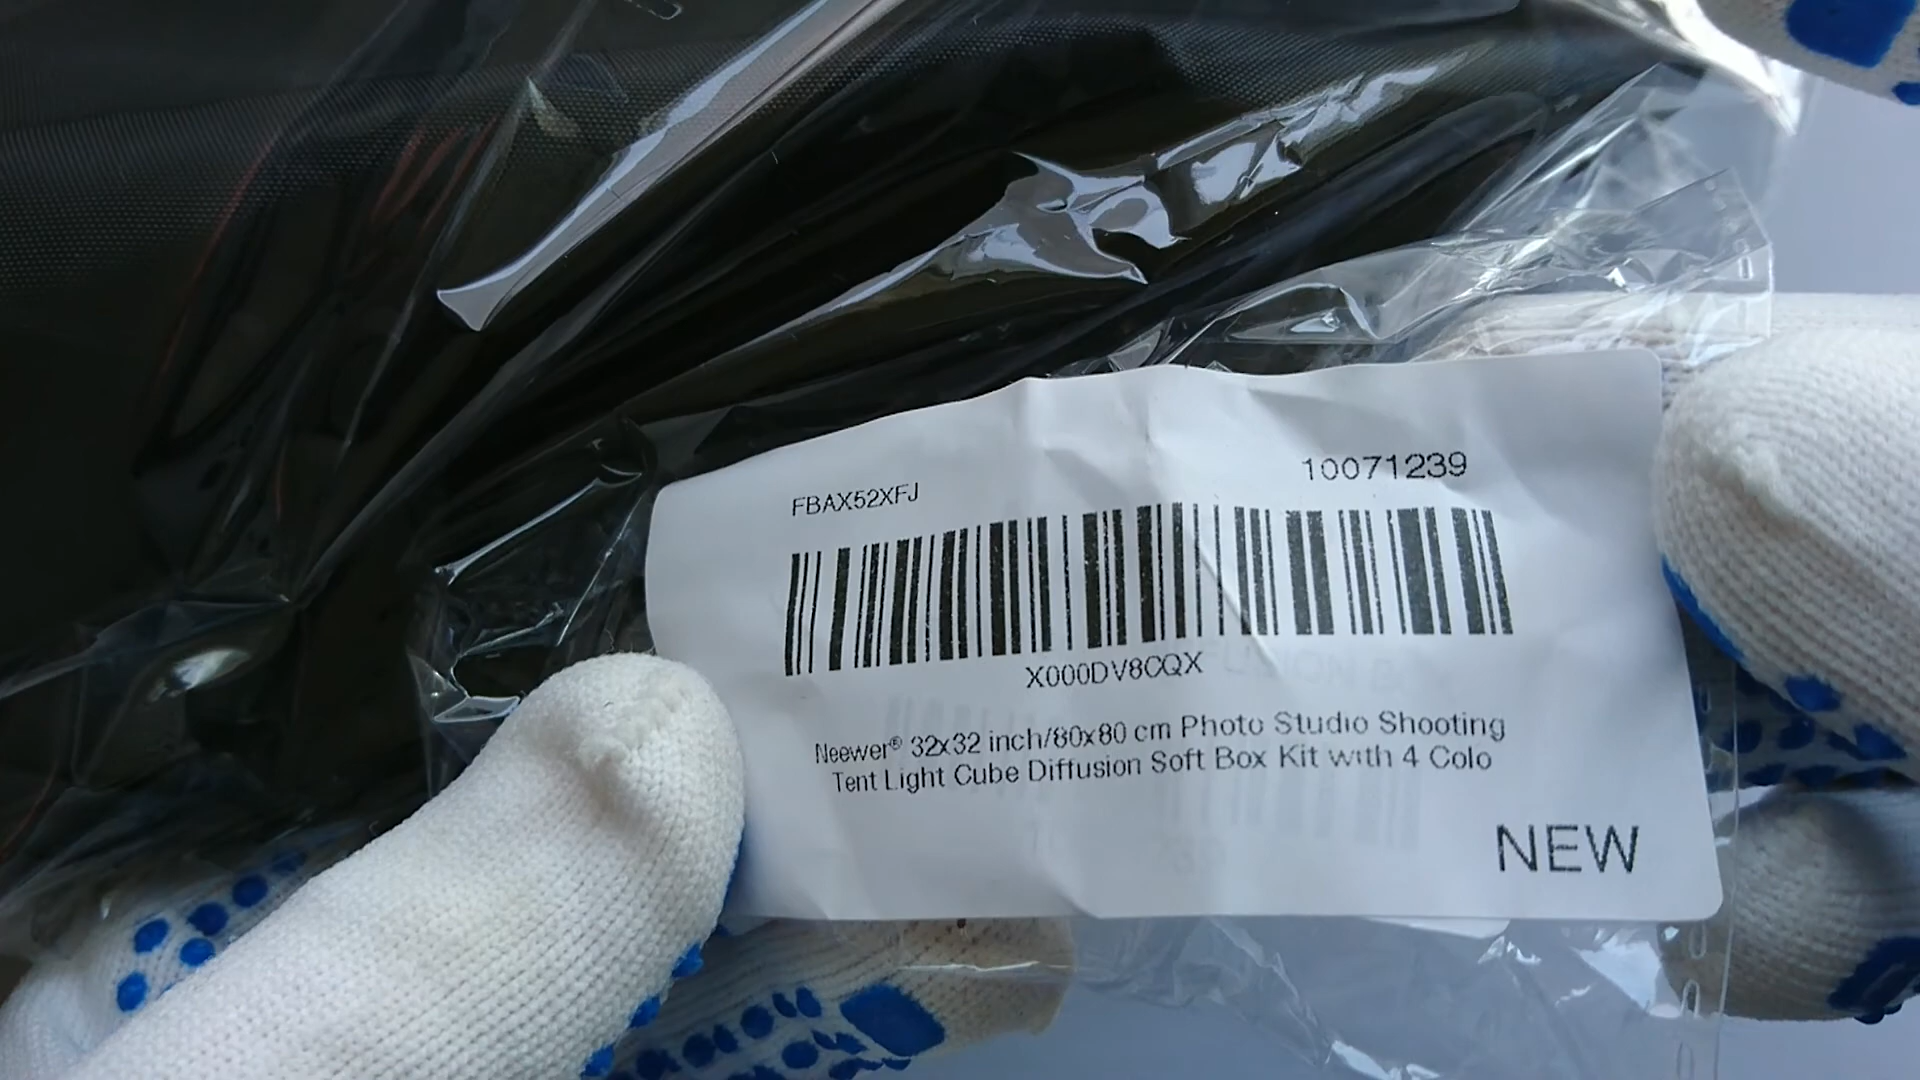 FBAX52XFJ
10071239
X000DV8CQX
Neewer® 32x32 inch/80x80 cm Photo Studio Shooting
Tent Light Cube Diffusion Soft Box Kit with 4 Colo
NEW